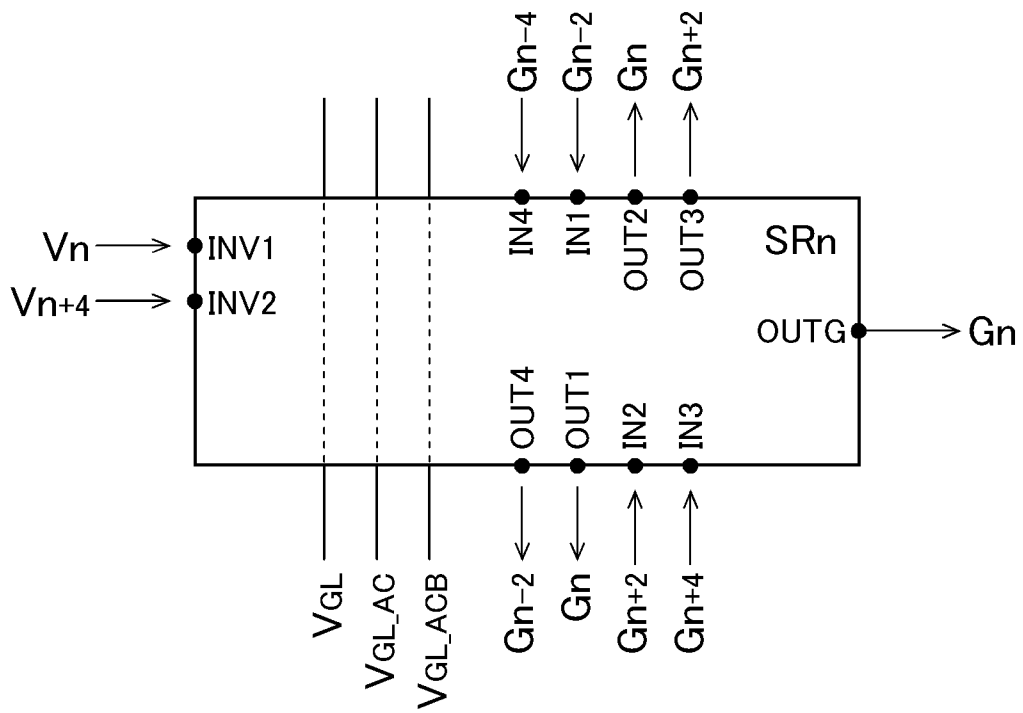 Gn-4
Gn-2
Gn
Gn+2
IN4
IN1
OUT2
OUT3
SRn
Vn
INV1
Vn+4
INV2
OUTG
Gn
OUT4
OUT1
IN2
IN3
VGL
VGL_AC
VGL_ACB
Gn-2
Gn
Gn+2
Gn+4